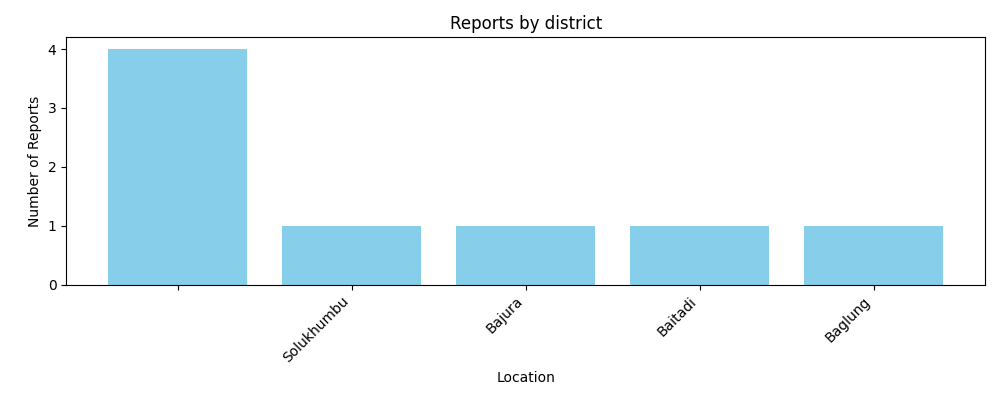 Reports by district
Number of Reports
4
3
2
1
0
Solukhumbu
Bajura
Baitadi
Baglung
Location